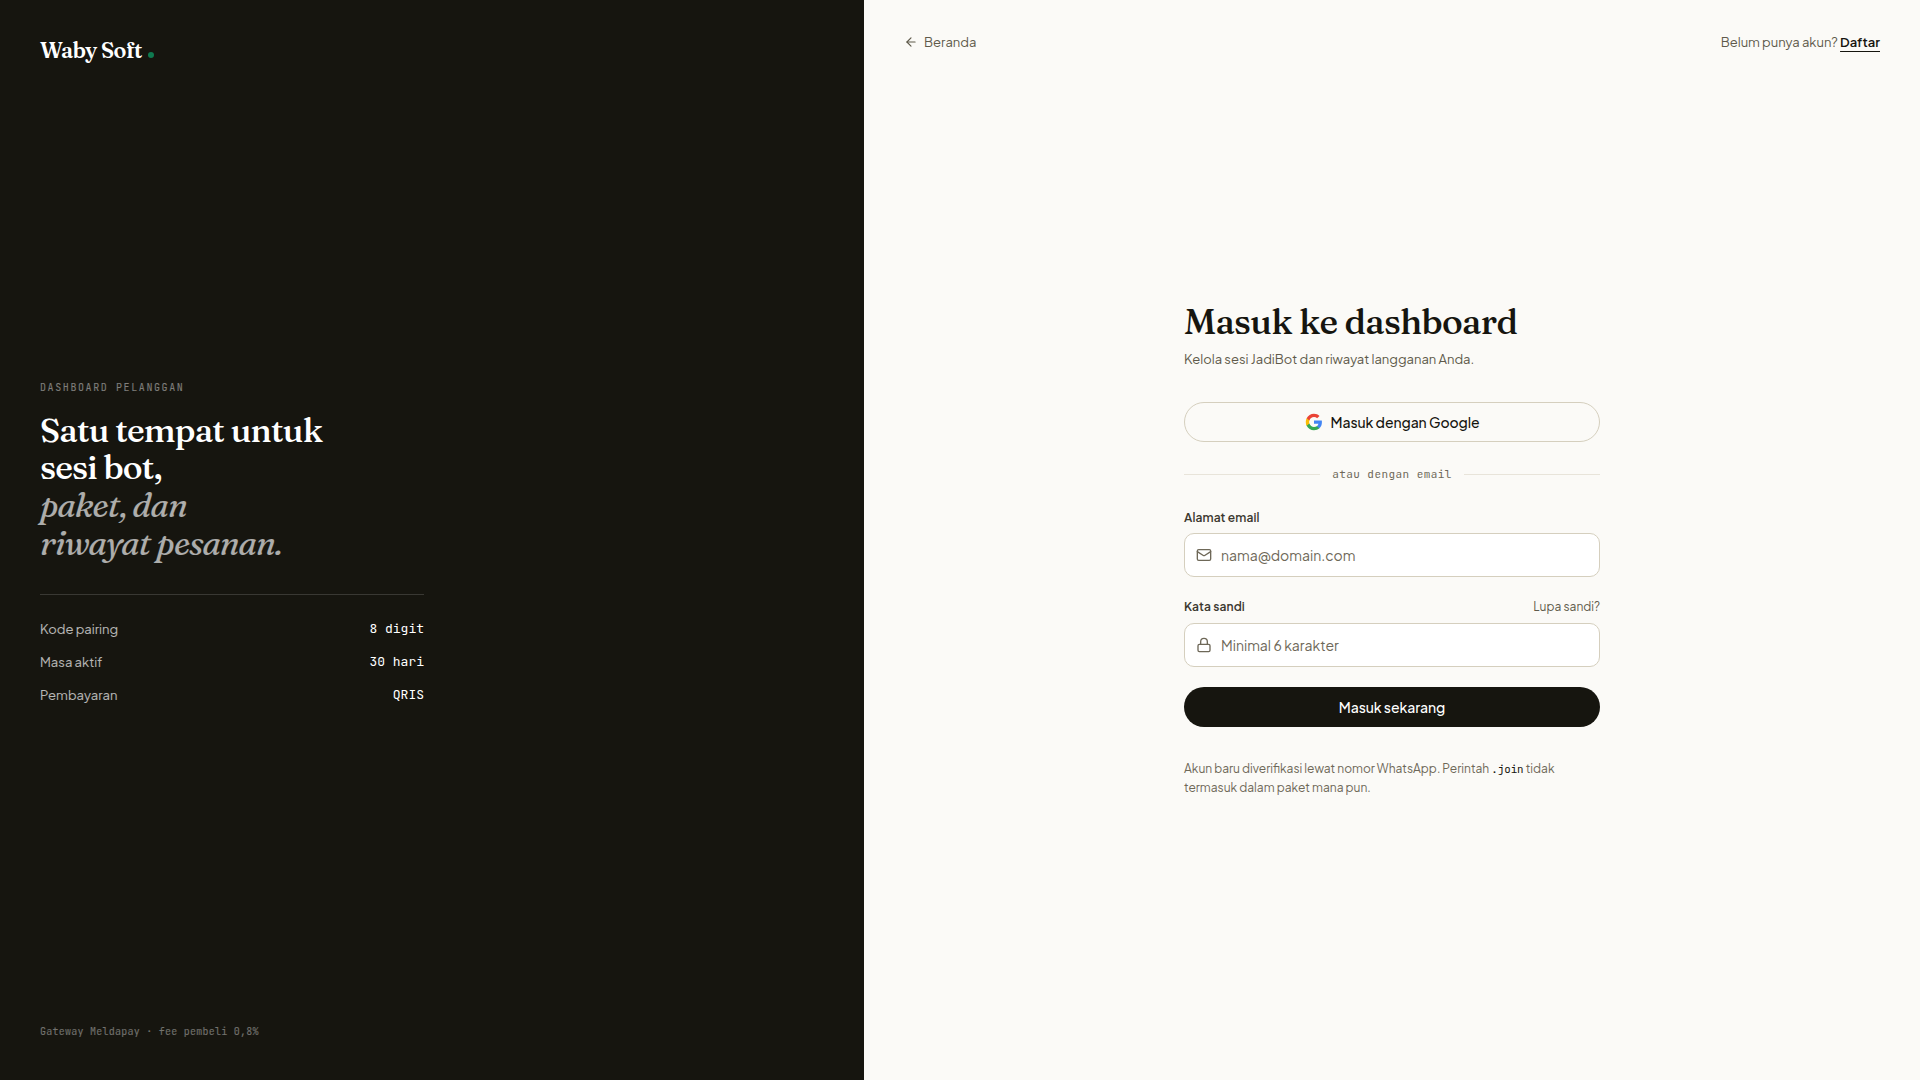 Waby Soft
DASHBOARD PELANGGAN
Satu tempat untuk
sesi bot,
paket, dan
riwayat pesanan.
Kode pairing 8 digit
Masa aktif 30 hari
Pembayaran QRIS
Gateway Meldapay · fee pembeli 0,8%
Beranda
Belum punya akun? Daftar
Masuk ke dashboard
Kelola sesi JadiBot dan riwayat langganan Anda.
Masuk dengan Google
atau dengan email
Alamat email
nama@domain.com
Kata sandi Lupa sandi?
Minimal 6 karakter
Masuk sekarang
Akun baru diverifikasi lewat nomor WhatsApp. Perintah .join tidak
termasuk dalam paket mana pun.